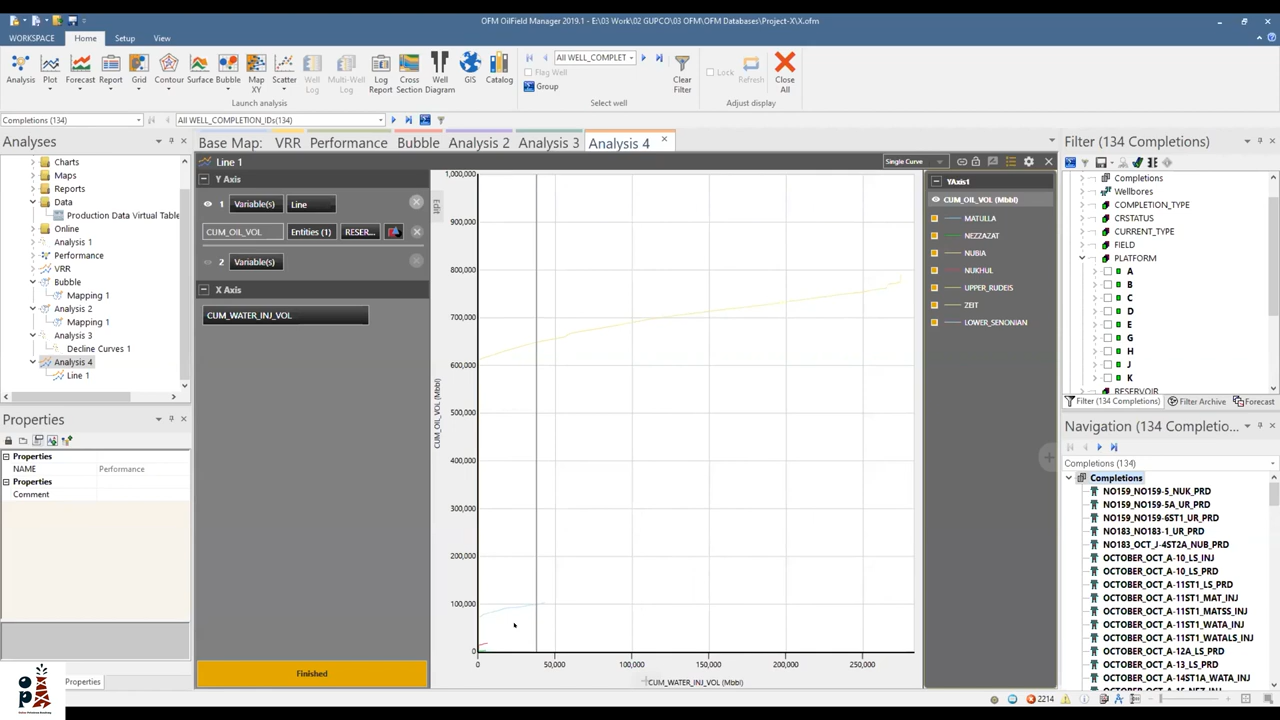 OFM OilField Manager 2019.1 - E:\03 Work\02 GUPCO\03 OFM\OFM Databases\Project-X\X.ofm
WORKSPACE Home Setup View
Analysis Plot Forecast Report Grid Contour Surface Bubble Map XY Scatter Well Log Multi-Well Log Log Report Cross Section Well Diagram GIS Catalog
All WELL_COMPLET
Flag Well
Group
Clear Filter
Lock Refresh
Close All
Launch analysis Select well Adjust display
Completions (134) All WELL_COMPLETION_IDs(134)
Analyses
Charts
Maps
Reports
Data
Production Data Virtual Table
Online
Analysis 1
Performance
VRR
Bubble
Mapping 1
Analysis 2
Mapping 1
Analysis 3
Decline Curves 1
Analysis 4
Line 1
Properties
Properties
NAME Performance
Properties
Comment
Properties
Base Map: VRR Performance Bubble Analysis 2 Analysis 3 Analysis 4
Line 1
Single Curve
Y Axis
1 Variable(s) Line
CUM_OIL_VOL Entities (1) RESER...
2 Variable(s)
X Axis
CUM_WATER_INJ_VOL
Finished
Edit
CUM_OIL_VOL (Mbbl)
1,000,000
900,000
800,000
700,000
600,000
500,000
400,000
300,000
200,000
100,000
0
0 50,000 100,000 150,000 200,000 250,000
CUM_WATER_INJ_VOL (Mbbl)
YAxis1
CUM_OIL_VOL (Mbbl)
MATULLA
NEZZAZAT
NUBIA
NUKHUL
UPPER_RUDEIS
ZEIT
LOWER_SENONIAN
Filter (134 Completions)
Completions
Wellbores
COMPLETION_TYPE
CRSTATUS
CURRENT_TYPE
FIELD
PLATFORM
A
B
C
D
E
G
H
J
K
RESERVOIR
Filter (134 Completions) Filter Archive Forecast
Navigation (134 Completio...
Completions (134)
Completions
NO159_NO159-5_NUK_PRD
NO159_NO159-5A_UR_PRD
NO159_NO159-6ST1_UR_PRD
NO183_NO183-1_UR_PRD
NO183_OCT_J-4ST2A_NUB_PRD
OCTOBER_OCT_A-10_LS_INJ
OCTOBER_OCT_A-10_LS_PRD
OCTOBER_OCT_A-11ST1_LS_PRD
OCTOBER_OCT_A-11ST1_MAT_INJ
OCTOBER_OCT_A-11ST1_MATSS_INJ
OCTOBER_OCT_A-11ST1_WATA_INJ
OCTOBER_OCT_A-11ST1_WATALS_INJ
OCTOBER_OCT_A-12A_LS_PRD
OCTOBER_OCT_A-13_LS_PRD
OCTOBER_OCT_A-14ST1A_WATA_INJ
OCTOBER_OCT_A-15_NEZ_INJ
2214